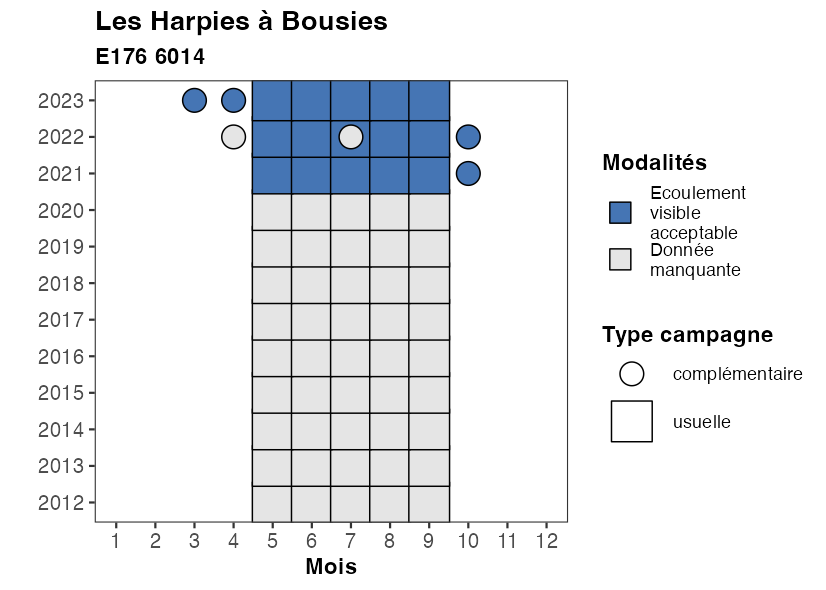 Les Harpies à Bousies
E176 6014
2023
2022
2021
2020
2019
2018
2017
2016
2015
2014
2013
2012
1 2 3 4 5 6 7 8 9 10 11 12
Mois
Modalités
Ecoulement
visible
acceptable
Donnée
manquante
Type campagne
complémentaire
usuelle